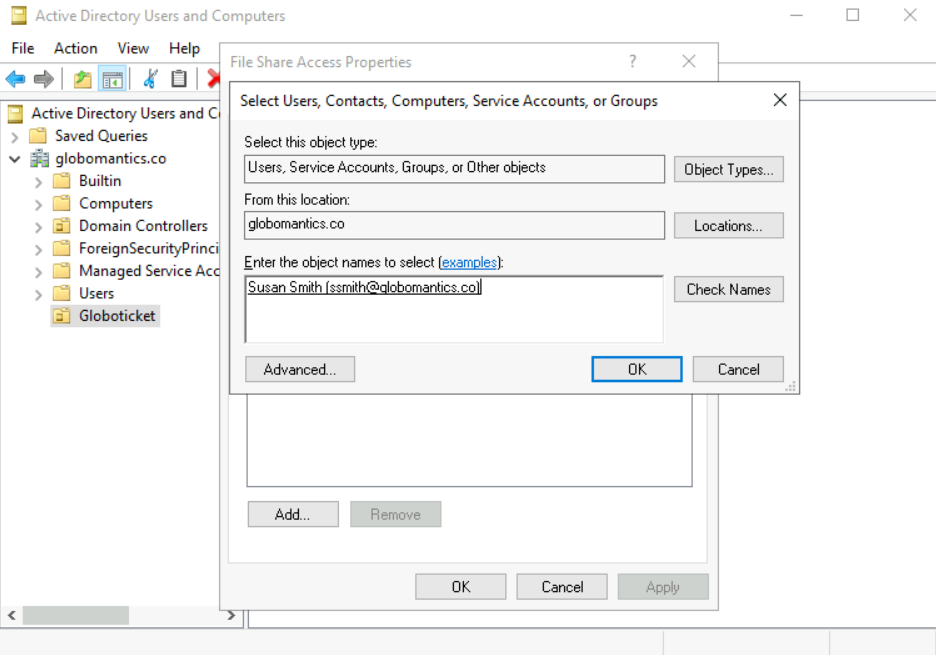 Active Directory Users and Computers
File Action View Help
File Share Access Properties
?
Select Users, Contacts, Computers, Service Accounts, or Groups
Active Directory Users and C
Saved Queries
globomantics.co
Builtin
Computers
Domain Controllers
ForeignSecurityPrinci
Managed Service Acc
Users
Globoticket
Select this object type:
Users, Service Accounts, Groups, or Other objects
Object Types...
From this location:
globomantics.co
Locations...
Enter the object names to select (examples):
Susan Smith (ssmith@globomantics.co)
Check Names
Advanced...
OK
Cancel
Add...
Remove
OK
Cancel
Apply